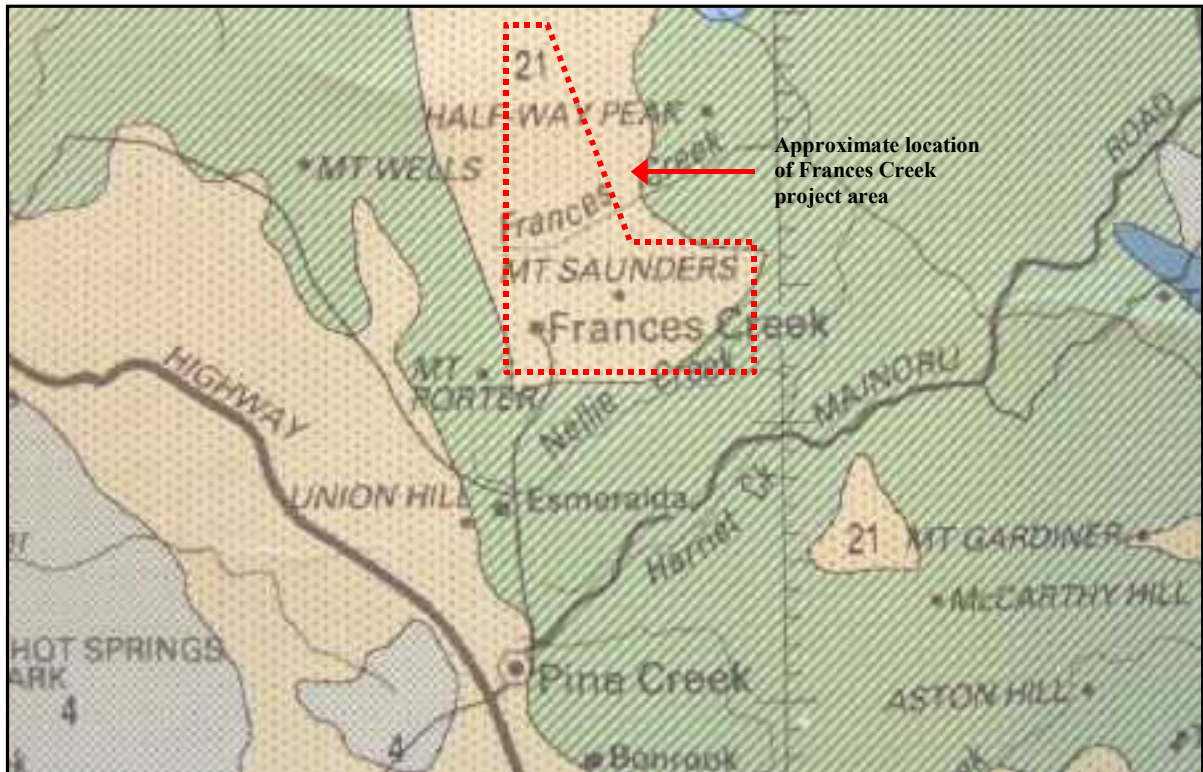 21
HALF-WAY PEAK
MT WELLS
Frances Creek
Approximate location
of Frances Creek
project area
ROAD
MT SAUNDERS
Frances Creek
HIGHWAY
MT
PORTER
Nellie Creek
MAINORU
UNION HILL
Esmeralda
Harriet Ck
21
MT GARDINER
McCARTHY HILL
HOT SPRINGS
ARK
4
Pine Creek
ASTON HILL
4
Bonrook